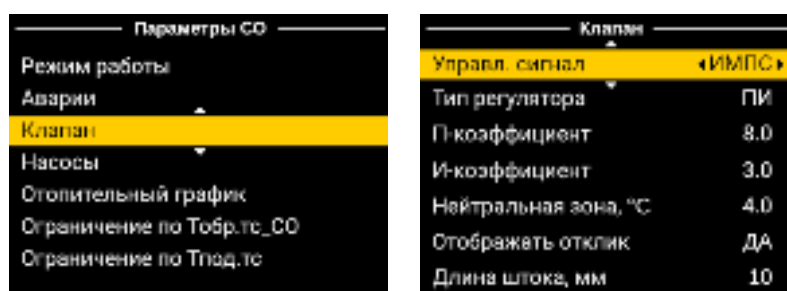 Параметры СО
Режим работы
Аварии
Клапан
Насосы
Отопительный график
Ограничение по Тобр.тс_СО
Ограничение по Тпод.тс
Клапан
Управл. сигнал ИМПС
Тип регулятора ПИ
П-коэффициент 8.0
И-коэффициент 3.0
Нейтральная зона, °С 4.0
Отображать отклик ДА
Длина штока, мм 10